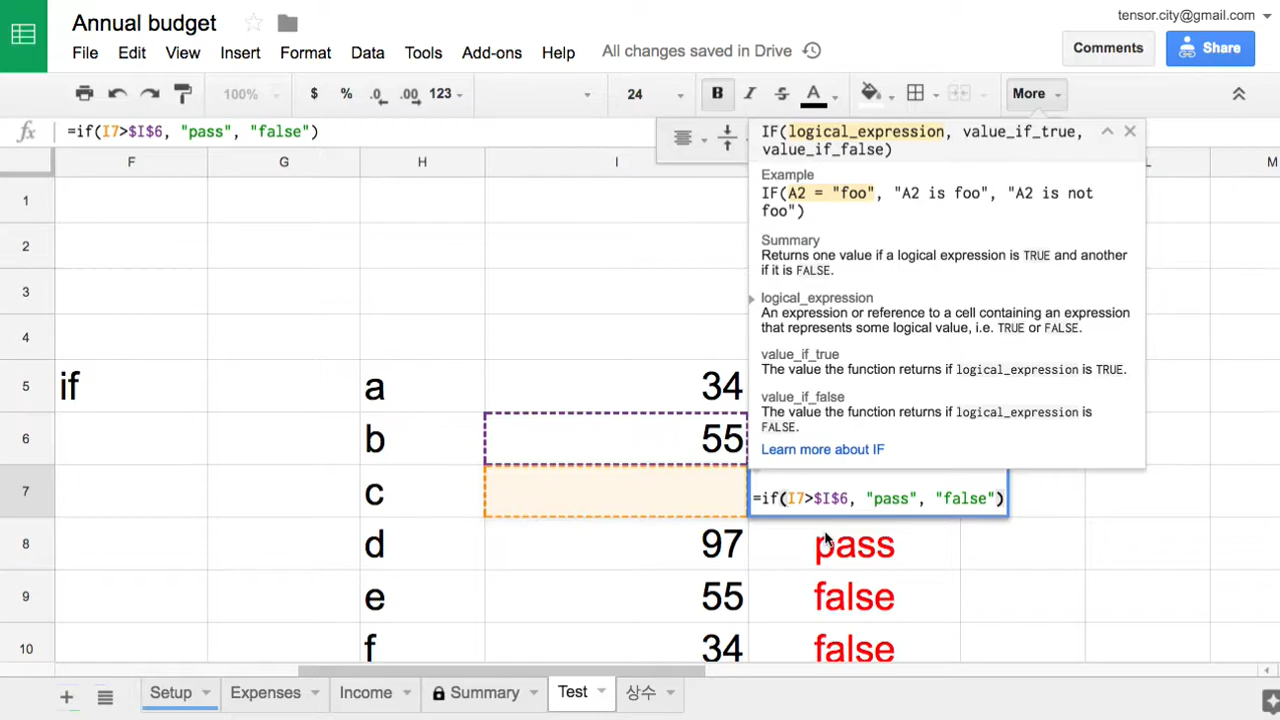 Annual budget
tensor.city@gmail.com
File Edit View Insert Format Data Tools Add-ons Help All changes saved in Drive
Comments
Share
100% $ % .0 .00 123 24 B I S A More
fx =if(I7>$I$6, "pass", "false")
IF(logical_expression, value_if_true,
value_if_false)
Example
IF(A2 = "foo", "A2 is foo", "A2 is not
foo")
Summary
Returns one value if a logical expression is TRUE and another
if it is FALSE.
logical_expression
An expression or reference to a cell containing an expression
that represents some logical value, i.e. TRUE or FALSE.
value_if_true
The value the function returns if logical_expression is TRUE.
value_if_false
The value the function returns if logical_expression is
FALSE.
Learn more about IF
F G H I L M
1
2
3
4
5 if a 34
6 b 55
7 c =if(I7>$I$6, "pass", "false")
8 d 97 pass
9 e 55 false
10 f 34 false
Setup Expenses Income Summary Test 상수